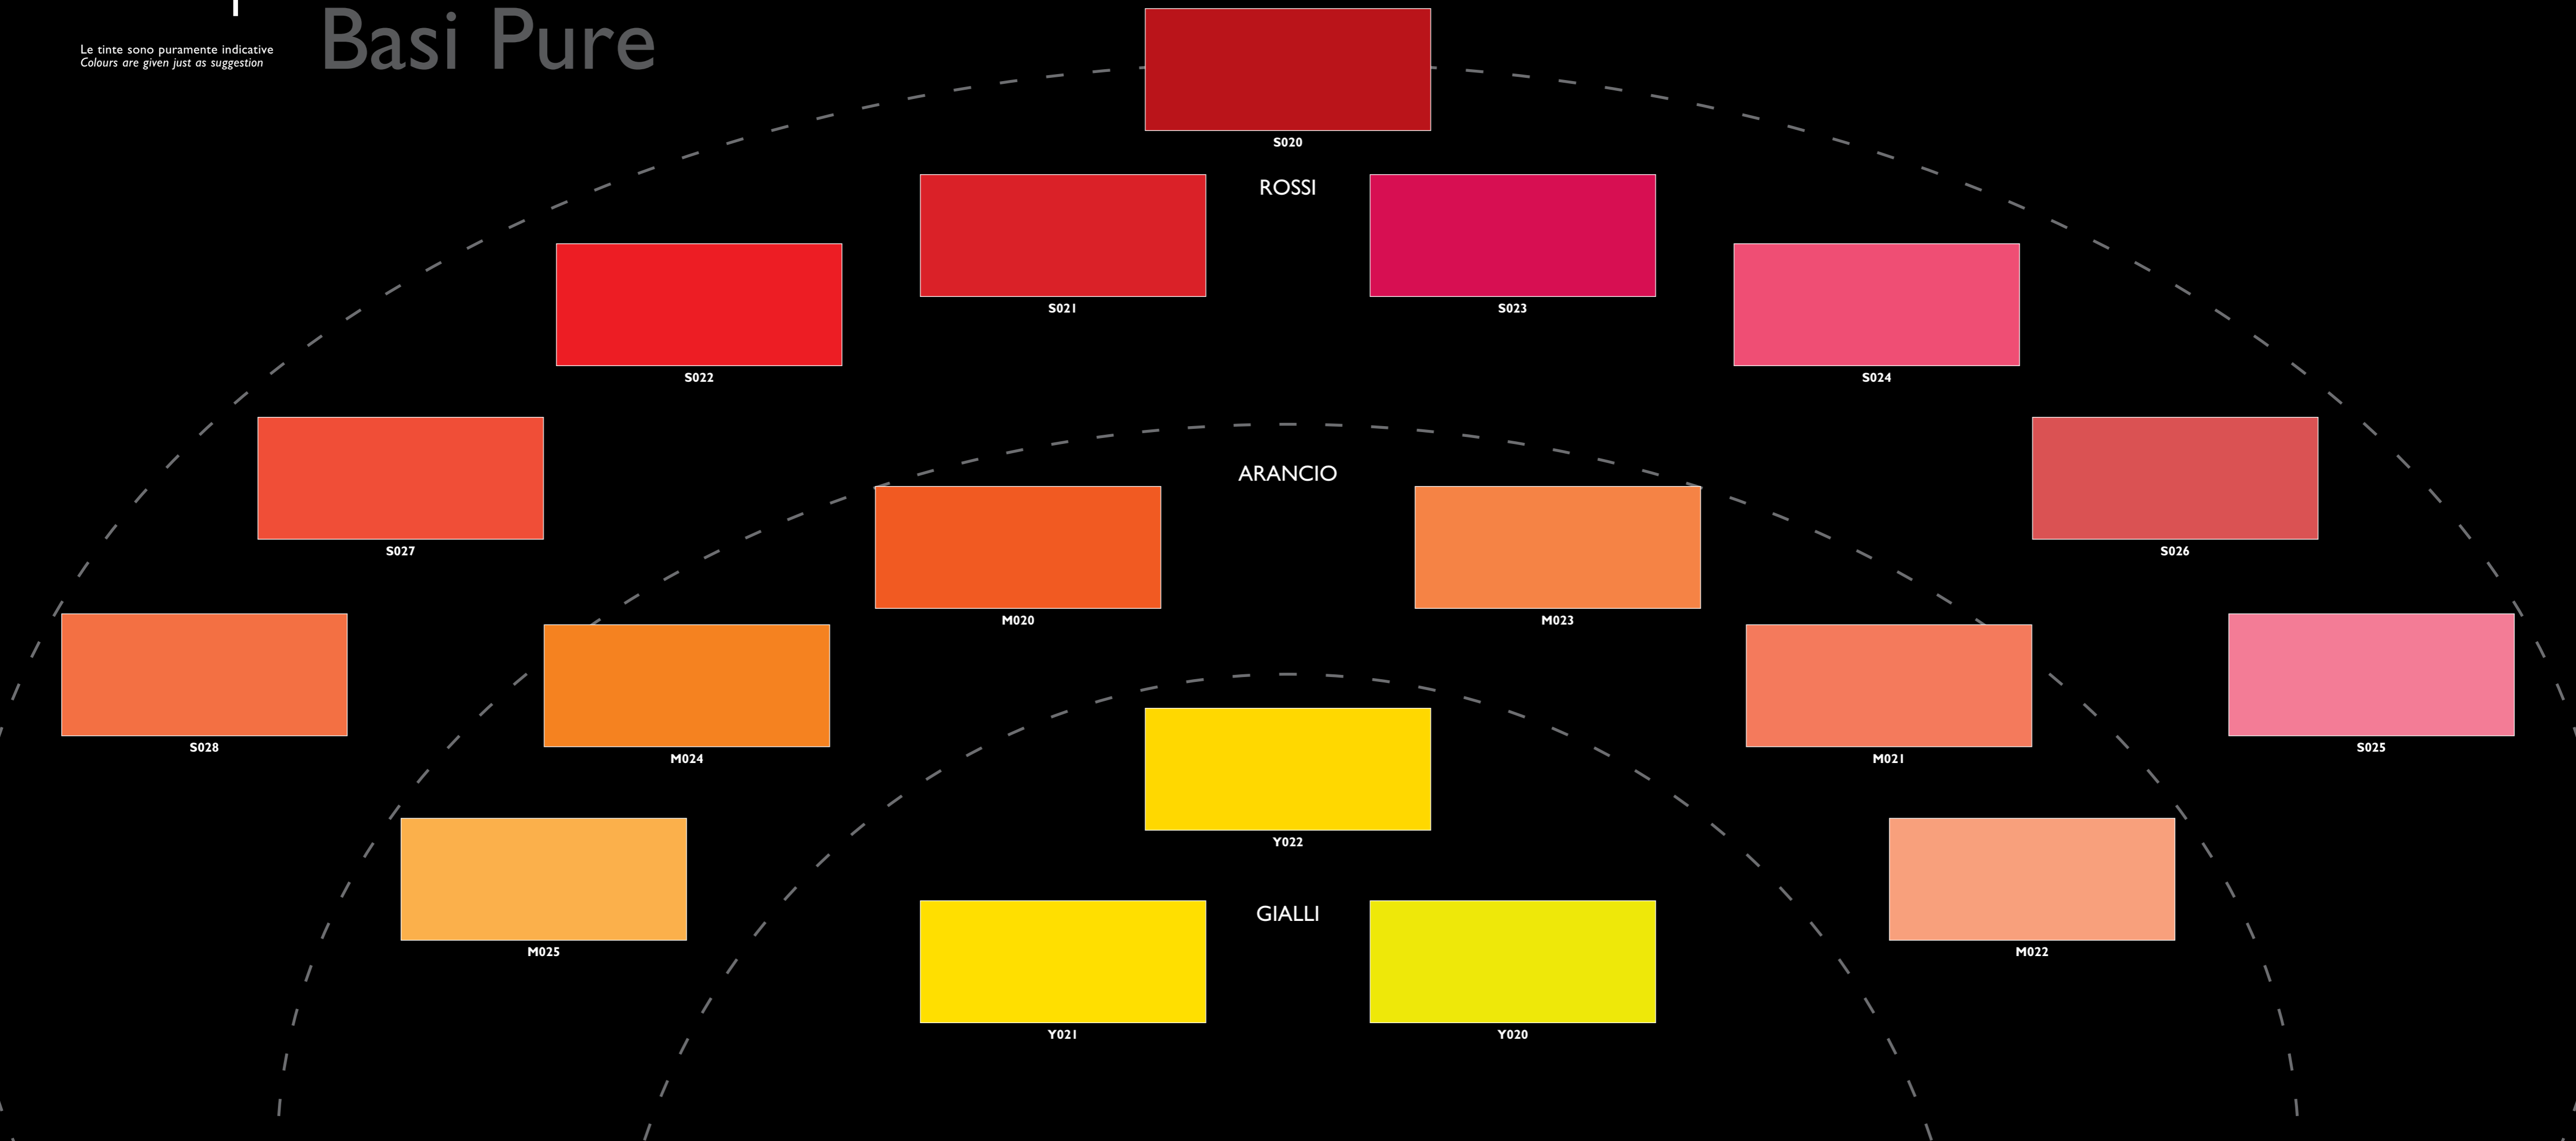 Le tinte sono puramente indicative
Colours are given just as suggestion
Basi Pure
S020
ROSSI
S021
S023
S022
S024
ARANCIO
S027
S026
M020
M023
S028
M024
M021
S025
Y022
GIALLI
M025
M022
Y021
Y020